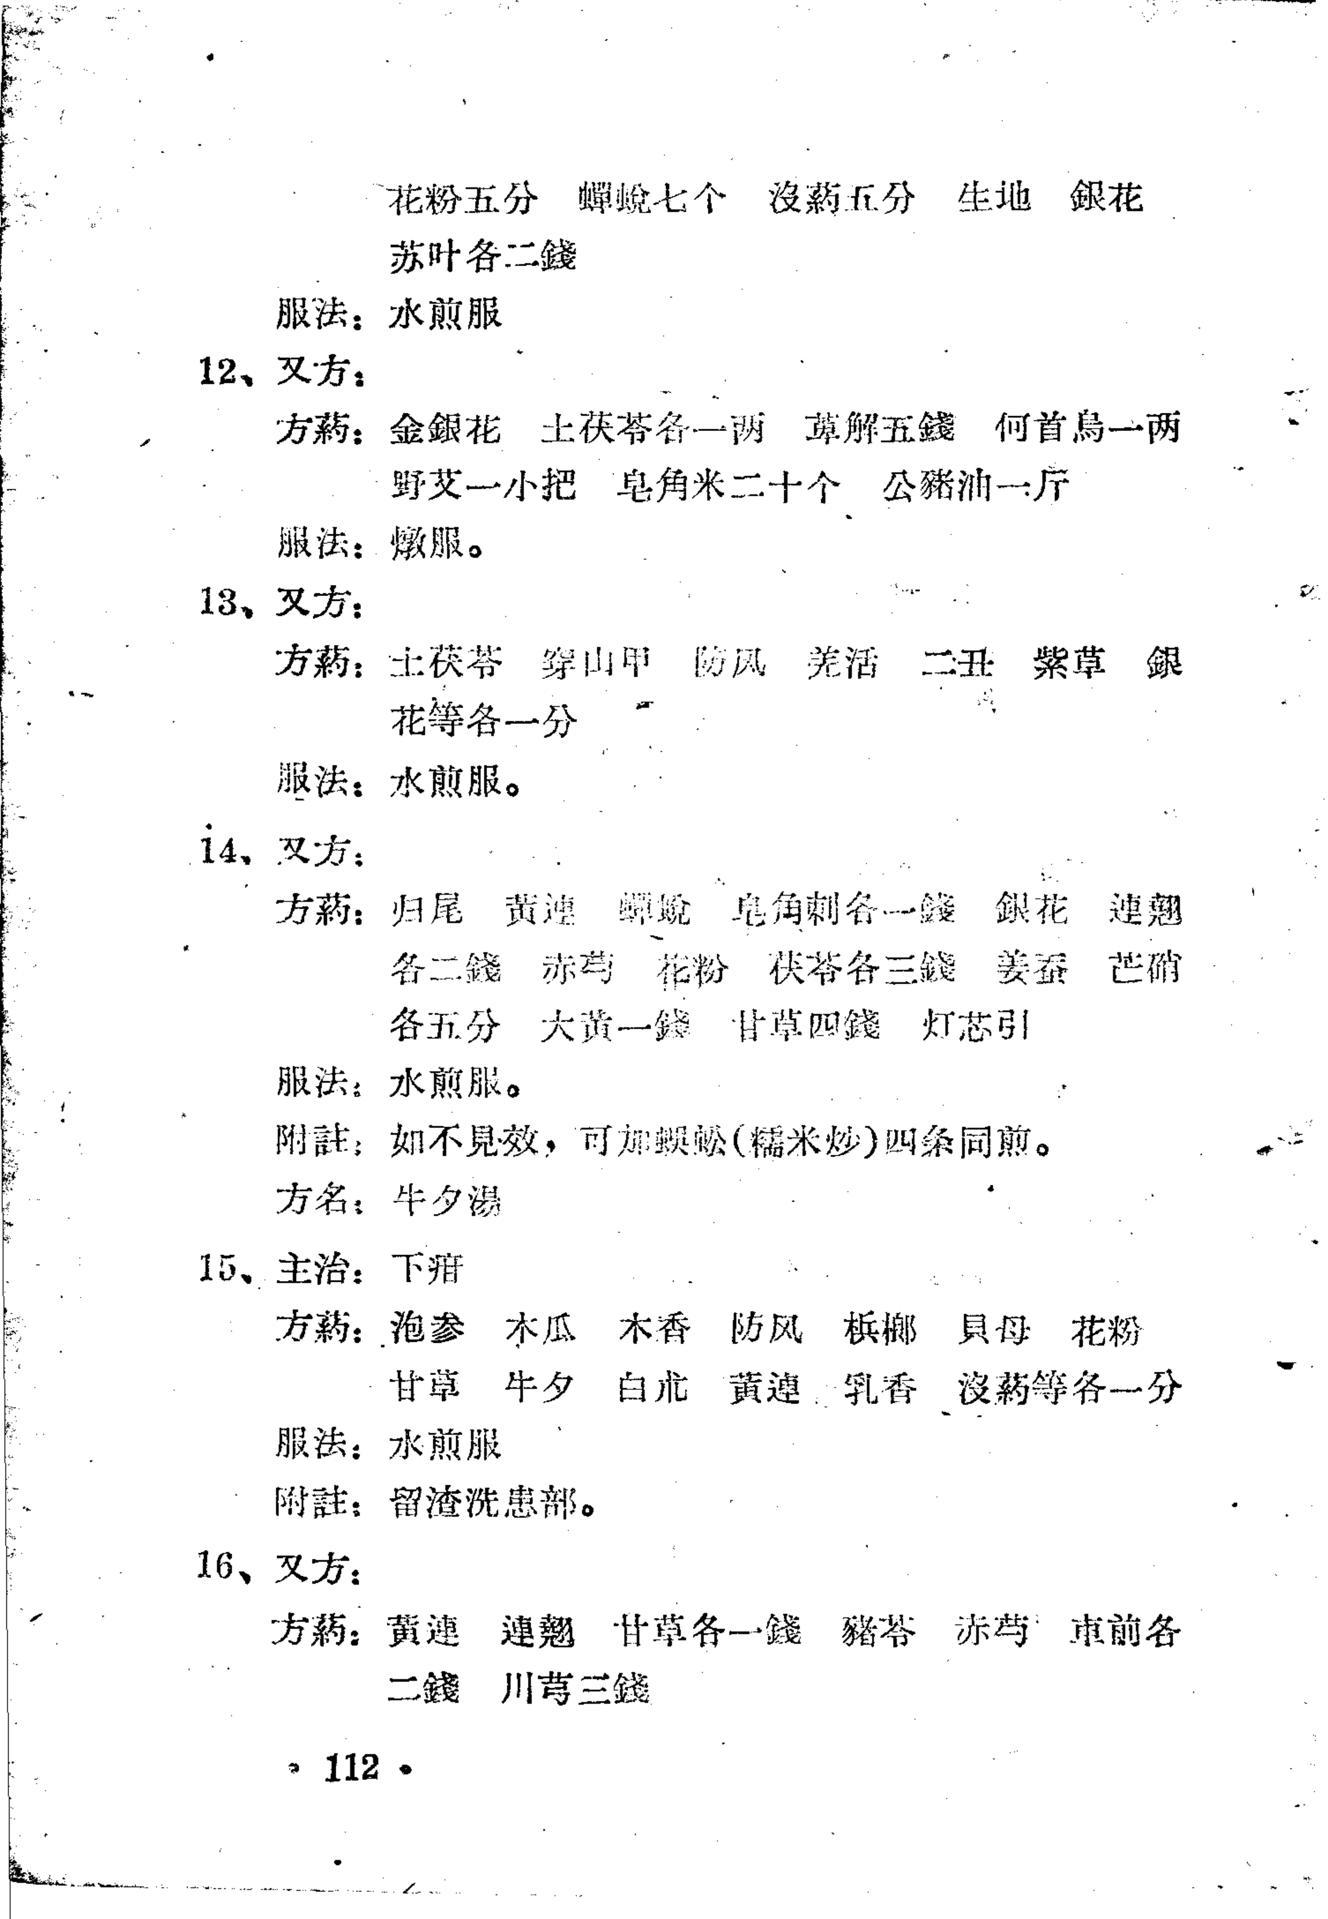 花粉五分　蟬蛻七个　沒葯五分　生地　銀花
苏叶各二錢
服法：水煎服
12、又方：
方葯：金銀花　土茯苓各一两　萆解五錢　何首烏一两
野艾一小把　皂角米二十个　公豬油一斤
服法：燉服。
13、又方：
方葯：土茯苓　穿山甲　防风　羌活　二丑　紫草　銀
花等各一分
服法：水煎服。
14、又方：
方葯：归尾　黃連　蟬蛻　皂角刺各一錢　銀花　連翹
各二錢　赤芍　花粉　茯苓各三錢　姜蚕　芒硝
各五分　大黃一錢　甘草四錢　灯芯引
服法：水煎服。
附註：如不見效，可加蜈蚣(糯米炒)四条同煎。
方名：牛夕湯
15、主治：下疳
方葯：泡参　木瓜　木香　防风　梹榔　貝母　花粉
甘草　牛夕　白朮　黃連　乳香　沒葯等各一分
服法：水煎服
附註：留渣洗患部。
16、又方：
方葯：黃連　連翹　甘草各一錢　豬苓　赤芍　車前各
二錢　川芎三錢
• 112 •